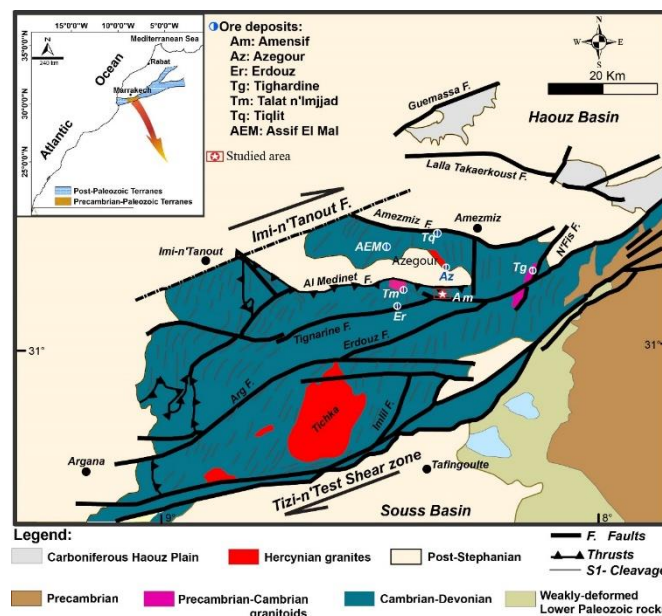 15°0'0"W 10°0'0"W 5°0'0"W
Mediterranean Sea
35°0'0"N
30°0'0"N
25°0'0"N
N
240 km
Rabat
Ocean
Marrakech
Atlantic
Post-Paleozoic Terranes
Precambrian-Paleozoic Terranes
Ore deposits:
Am: Amensif
Az: Azegour
Er: Erdouz
Tg: Tighardine
Tm: Talat n'Imjjad
Tq: Tiqlit
AEM: Assif El Mal
Studied area
N
W E
S
20 Km
Guemassa F.
Haouz Basin
Lalla Takaerkoust F.
Imi-n'Tanout F.
Amezmiz F.
Amezmiz
Imi-n'Tanout
Tq
AEM
Azegour
N'Fis F.
Az
Tg
Al Medinet F.
Tm
Am
Er
Tignarine F.
Erdouz F.
31° 31°
Arg F.
Tichka
Imlil F.
Argana
Tafingoulte
Tizi-n'Test Shear zone
Souss Basin
9° 8°
Legend:
F. Faults
Carboniferous Haouz Plain
Hercynian granites
Post-Stephanian
Thrusts
S1- Cleavage
Precambrian
Precambrian-Cambrian
granitoids
Cambrian-Devonian
Weakly-deformed
Lower Paleozoic rock